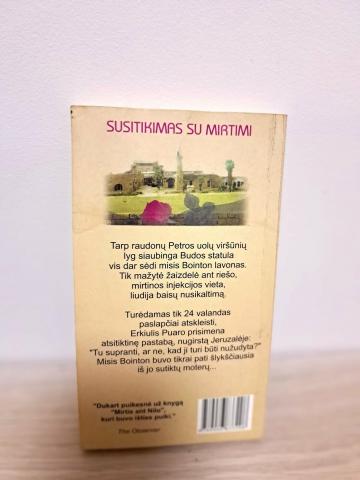 SUSITIKIMAS SU MIRTIMI
Tarp raudonų Petros uolų viršūnių
lyg siaubinga Budos statula
vis dar sėdi misis Bointon lavonas.
Tik mažytė žaizdelė ant riešo,
mirtinos injekcijos vieta,
liudija baisų nusikaltimą.
Turėdamas tik 24 valandas
paslapčiai atskleisti,
Erkiulis Puaro prisimena
atsitiktinę pastabą, nugirstą Jeruzalėje:
"Tu supranti, ar ne, kad ji turi būti nužudyta?"
Misis Bointon buvo tikrai pati šlykščiausia
iš jo sutiktų moterų...
"Dukart puikesnė už knygą
"Mirtis ant Nilo",
kuri buvo išties puiki."
The Observer